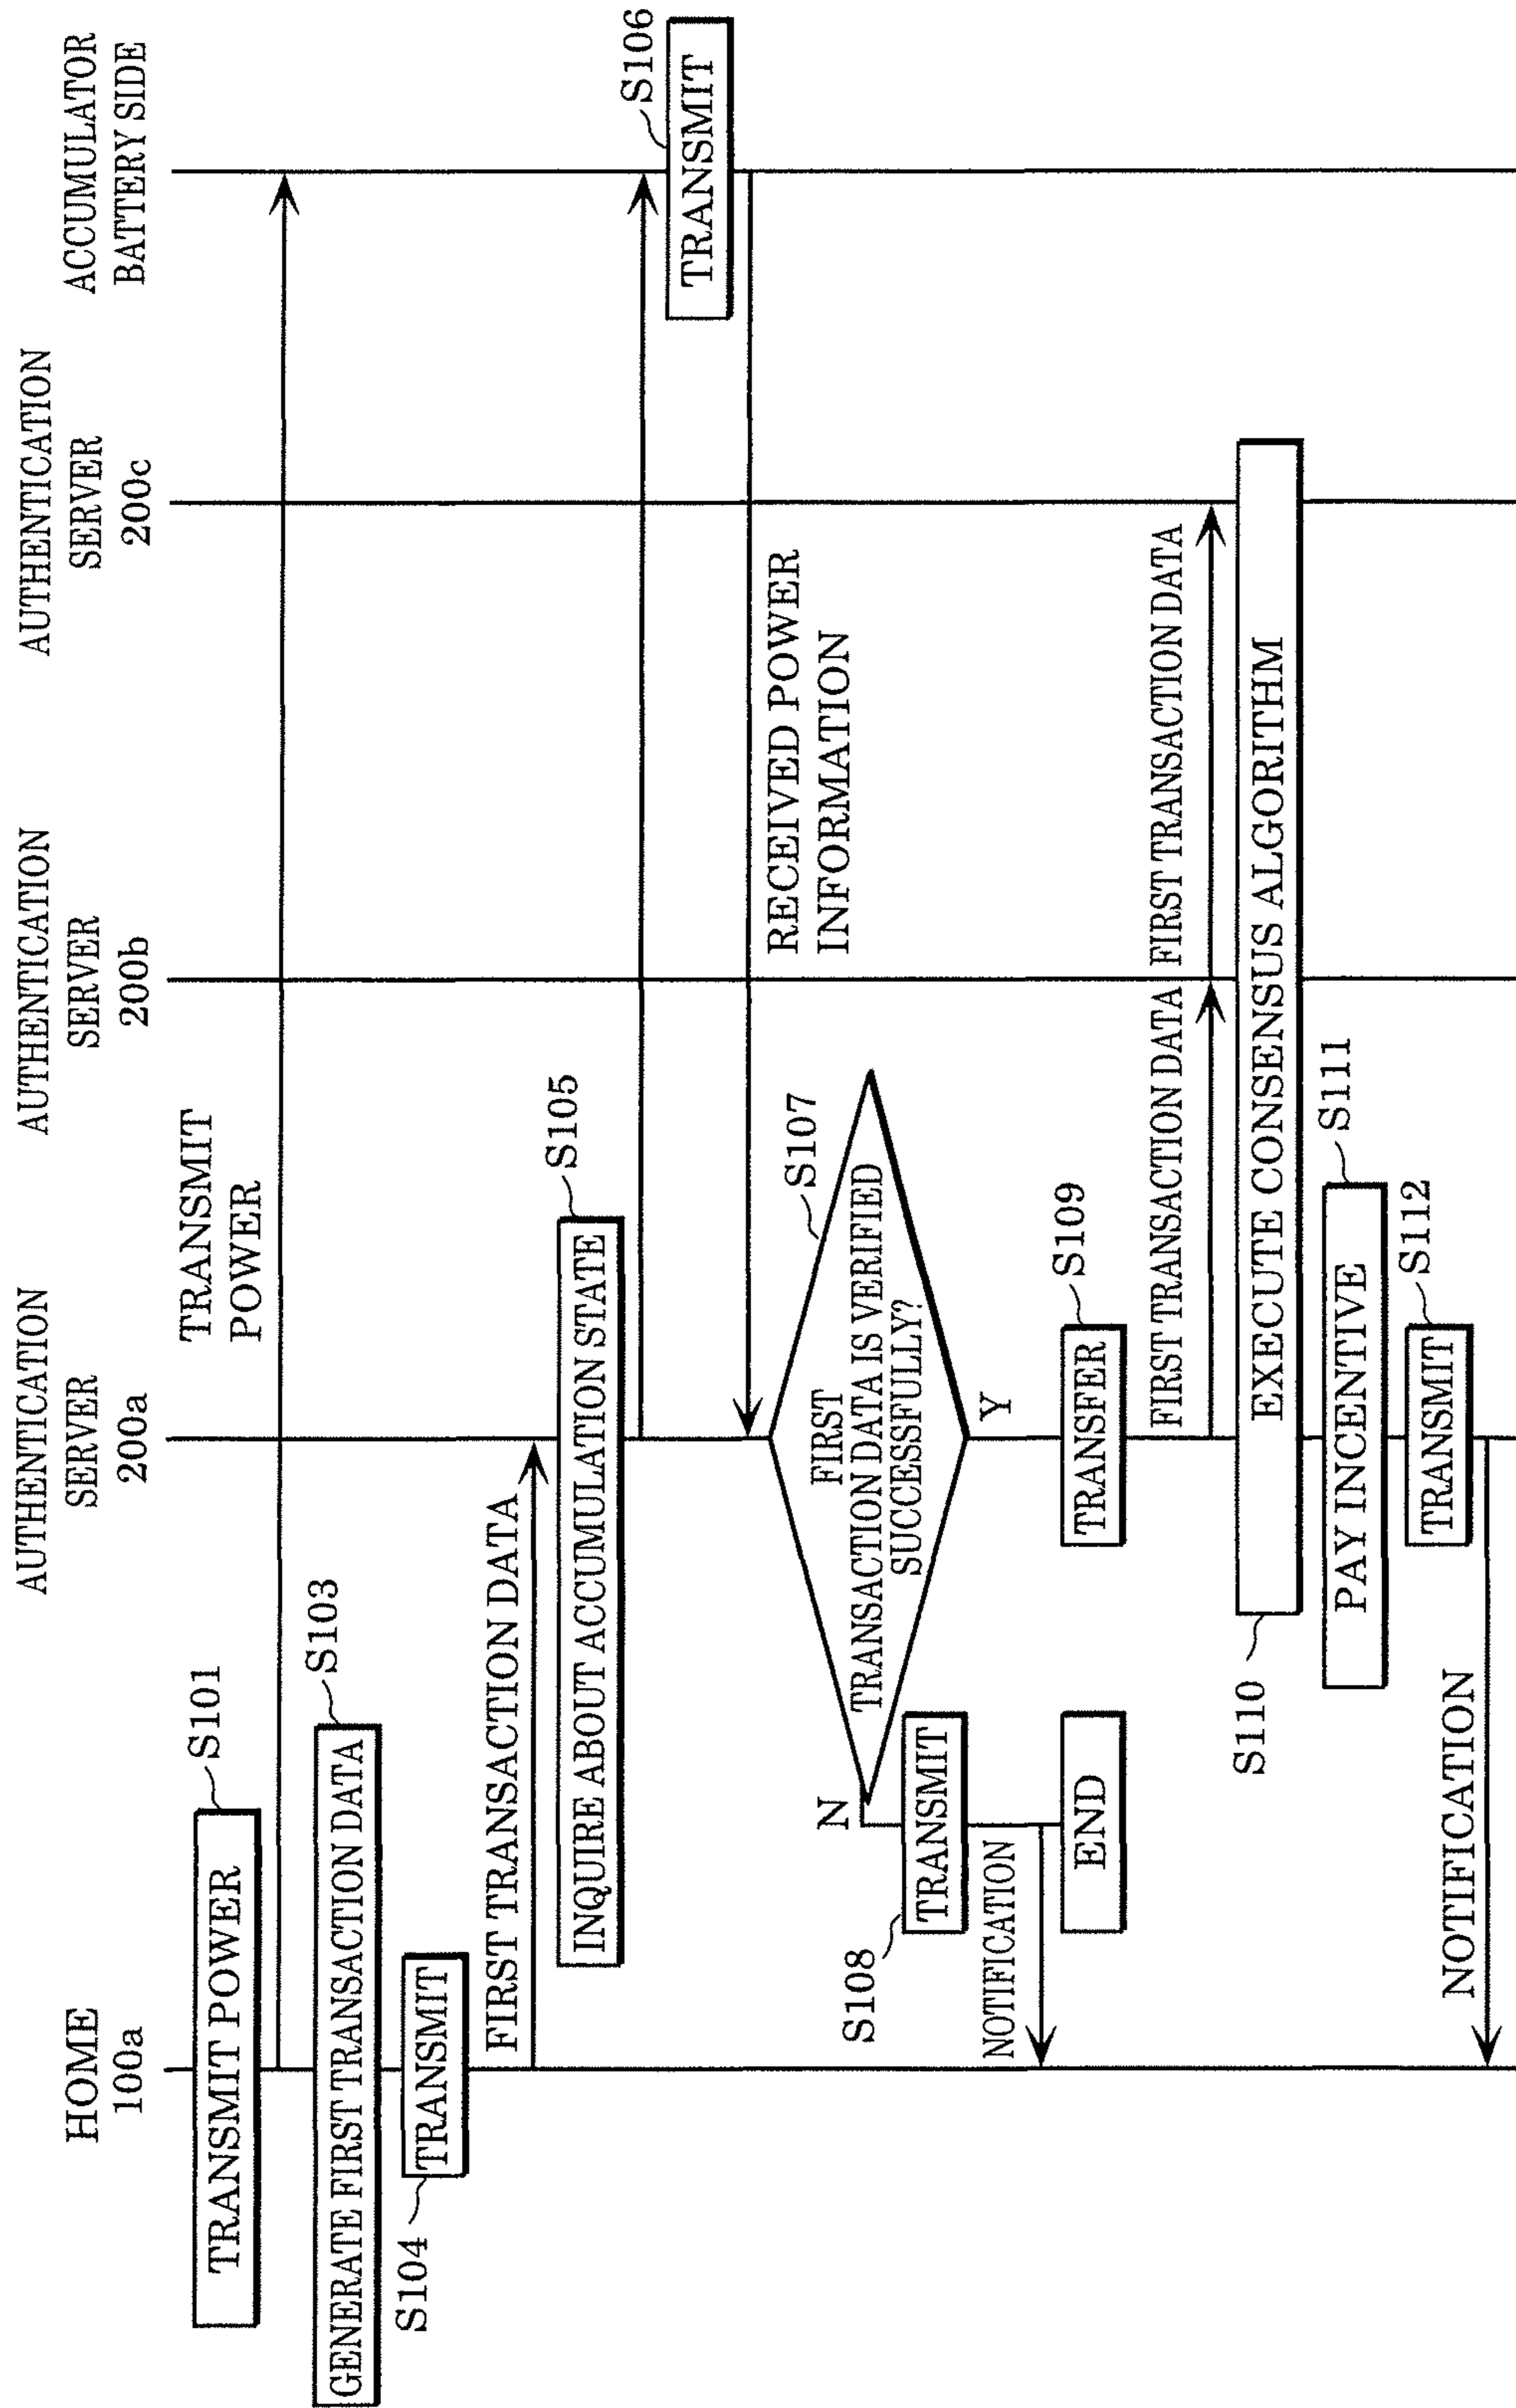 HOME
100a
AUTHENTICATION
SERVER
200a
AUTHENTICATION
SERVER
200b
AUTHENTICATION
SERVER
200c
ACCUMULATOR
BATTERY SIDE
TRANSMIT POWER
S101
TRANSMIT
POWER
GENERATE FIRST TRANSACTION DATA
S103
TRANSMIT
S104
FIRST TRANSACTION DATA
INQUIRE ABOUT ACCUMULATION STATE
S105
TRANSMIT
S106
RECEIVED POWER
INFORMATION
FIRST
TRANSACTION DATA IS VERIFIED
SUCCESSFULLY?
S107
N
Y
TRANSMIT
S108
NOTIFICATION
END
TRANSFER
S109
FIRST TRANSACTION DATA
FIRST TRANSACTION DATA
EXECUTE CONSENSUS ALGORITHM
S110
PAY INCENTIVE
S111
TRANSMIT
S112
NOTIFICATION